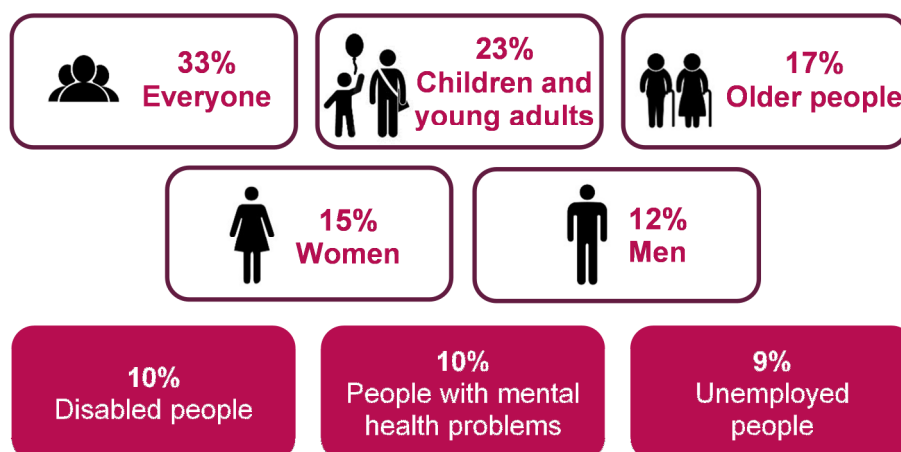 33%
Everyone
23%
Children and
young adults
17%
Older people
15%
Women
12%
Men
10%
Disabled people
10%
People with mental
health problems
9%
Unemployed
people